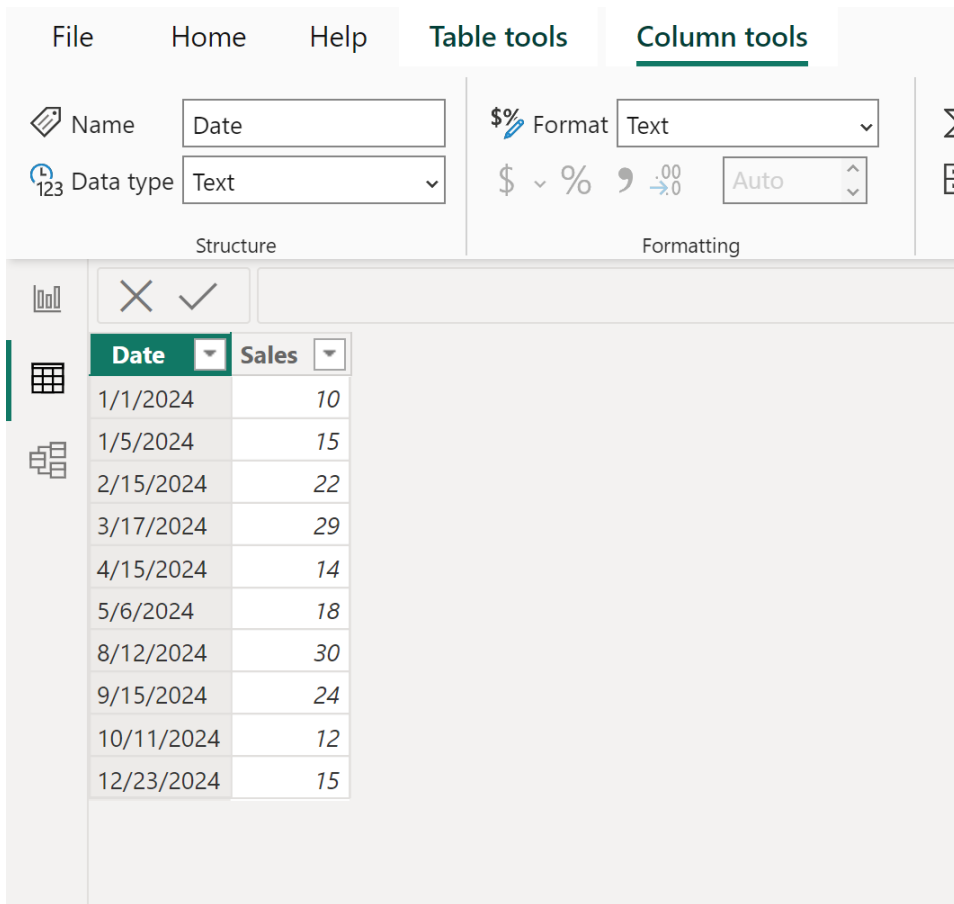 File Home Help Table tools Column tools
Name Date $% Format Text
123 Data type Text $ % , .00 .0 Auto
Structure Formatting
Date Sales
1/1/2024 10
1/5/2024 15
2/15/2024 22
3/17/2024 29
4/15/2024 14
5/6/2024 18
8/12/2024 30
9/15/2024 24
10/11/2024 12
12/23/2024 15